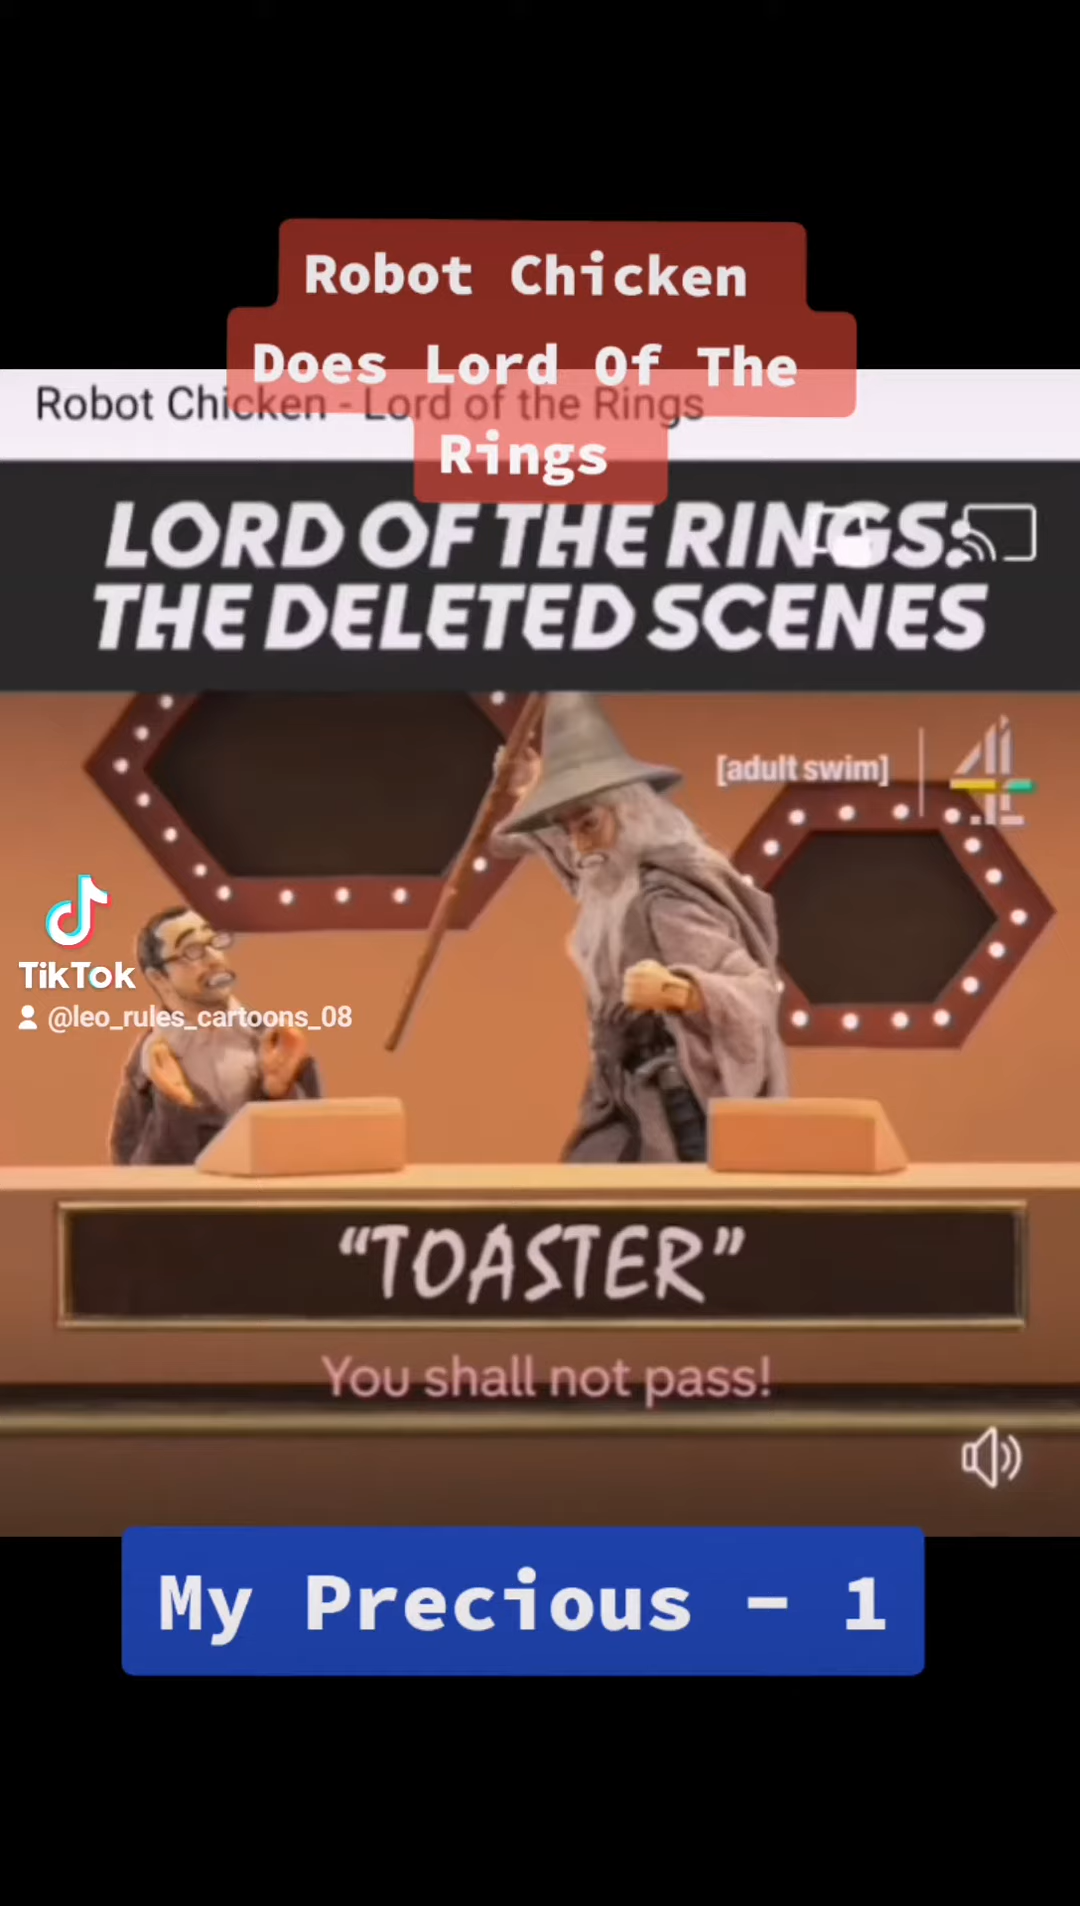 Robot Chicken
Does Lord Of The
Rings
Robot Chicken - Lord of the Rings
LORD OF THE RINGS:
THE DELETED SCENES
[adult swim]
4
TikTok
@leo_rules_cartoons_08
“TOASTER”
You shall not pass!
My Precious - 1